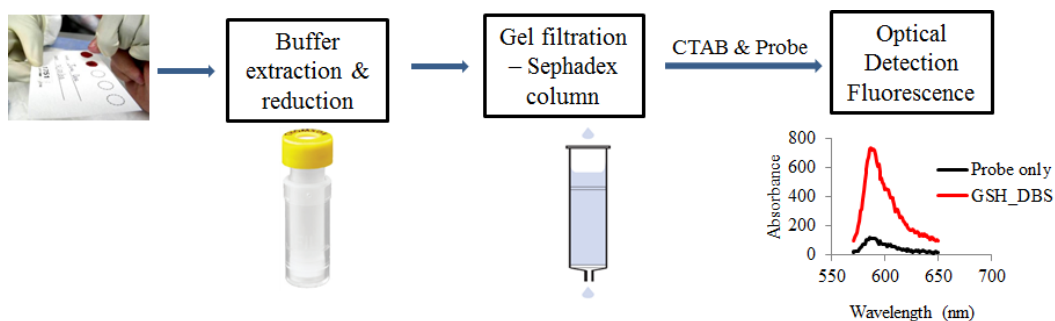 Buffer
extraction &
reduction
Gel filtration
– Sephadex
column
CTAB & Probe
Optical
Detection
Fluorescence
Absorbance
800
600
400
200
0
550
600
650
700
Wavelength (nm)
Probe only
GSH_DBS